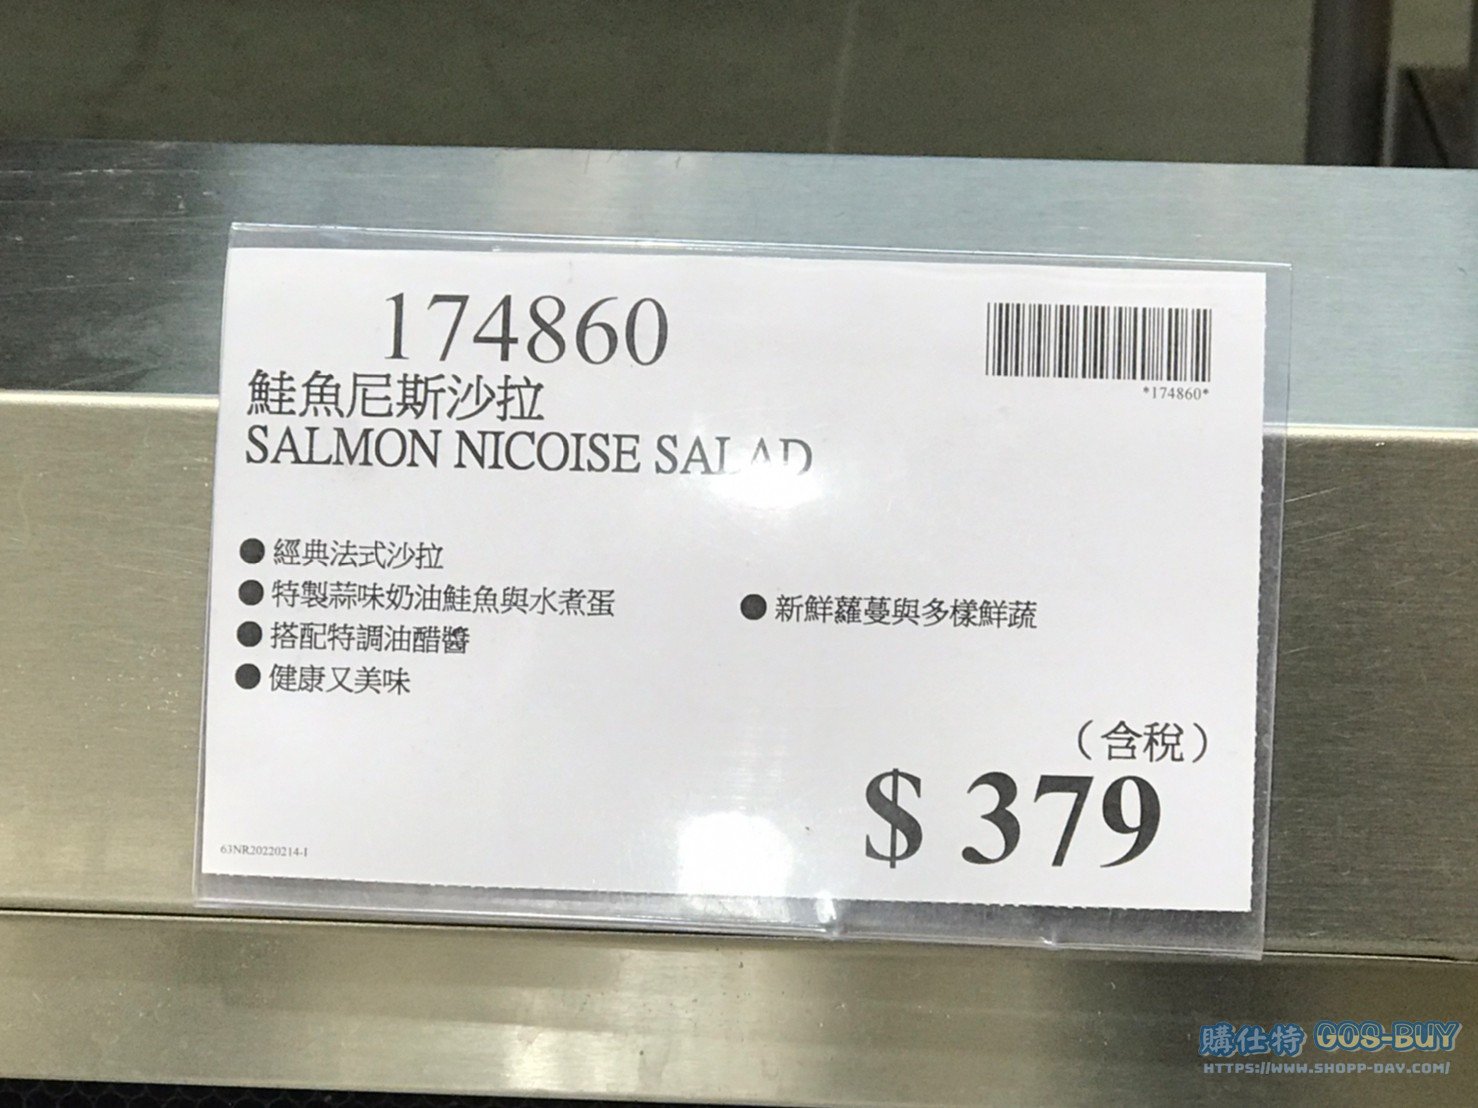 174860
*174860*
鮭魚尼斯沙拉
SALMON NICOISE SALAD
●經典法式沙拉
●特製蒜味奶油鮭魚與水煮蛋
●新鮮蘿蔓與多樣鮮蔬
●搭配特調油醋醬
●健康又美味
（含稅）
$ 379
63NR20220214-1
購仕特 GOS-BUY
HTTPS://WWW.SHOPP-DAY.COM/